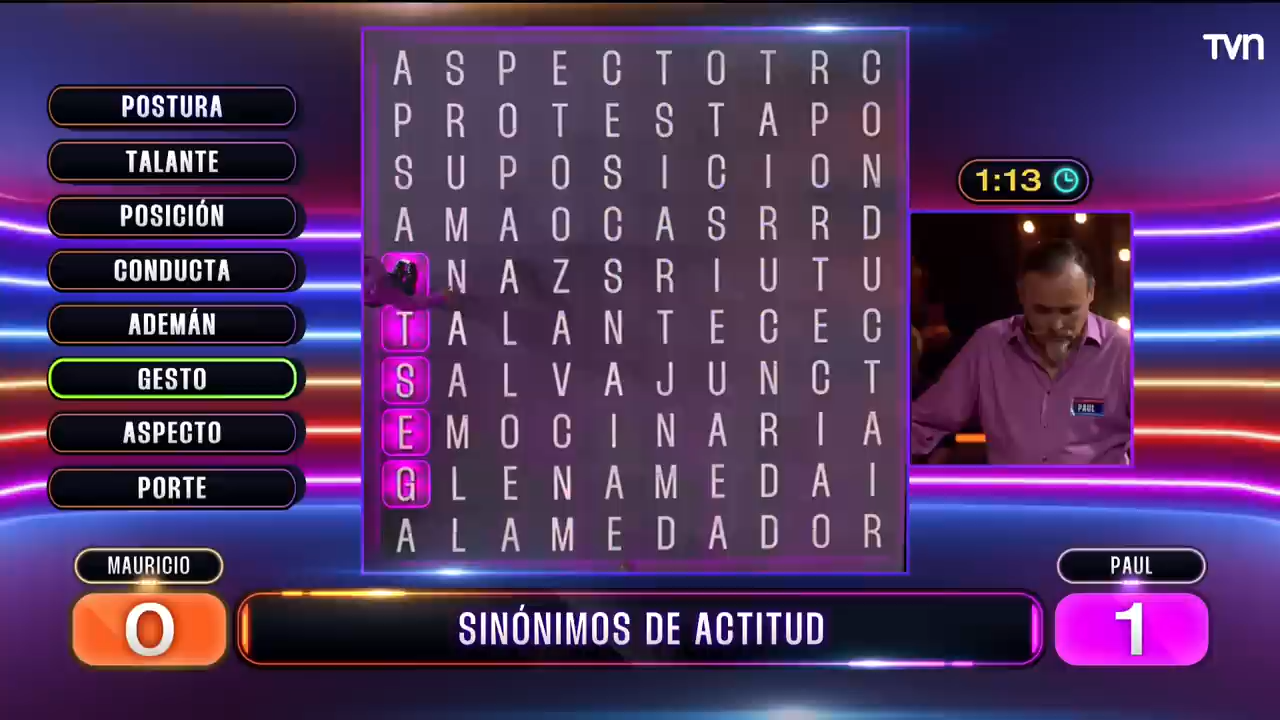 TVN
POSTURA
TALANTE
POSICIÓN
CONDUCTA
ADEMÁN
GESTO
ASPECTO
PORTE
A S P E C T O T R C
P R O T E S T A P O
S U P O S I C I O N
A M A O C A S R R D
N A Z S R I U T U
T A L A N T E C E C
S A L V A J U N C T
E M O C I N A R I A
G L E N A M E D A I
A L A M E D A D O R
1:13
PAUL
MAURICIO
0
SINÓNIMOS DE ACTITUD
PAUL
1